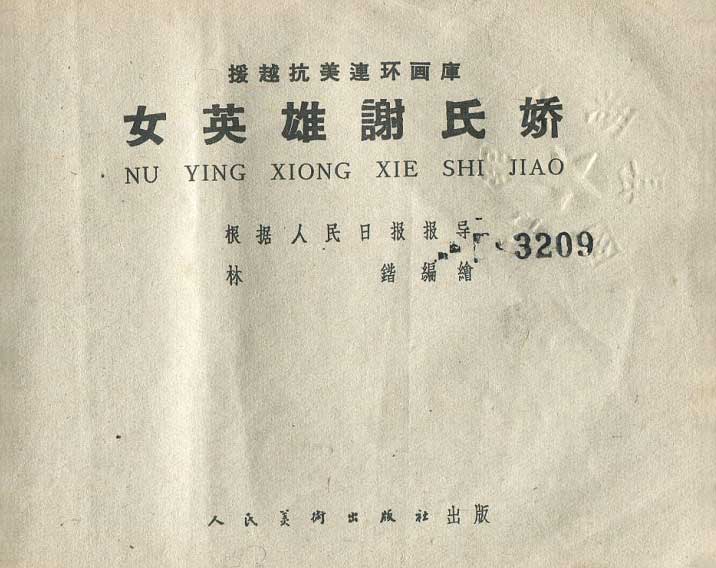 援越抗美連环画庫
女英雄謝氏娇
NU YING XIONG XIE SHI JIAO
根据人民日报报导
3209
林 鍇編繪
人民美術出版社出版